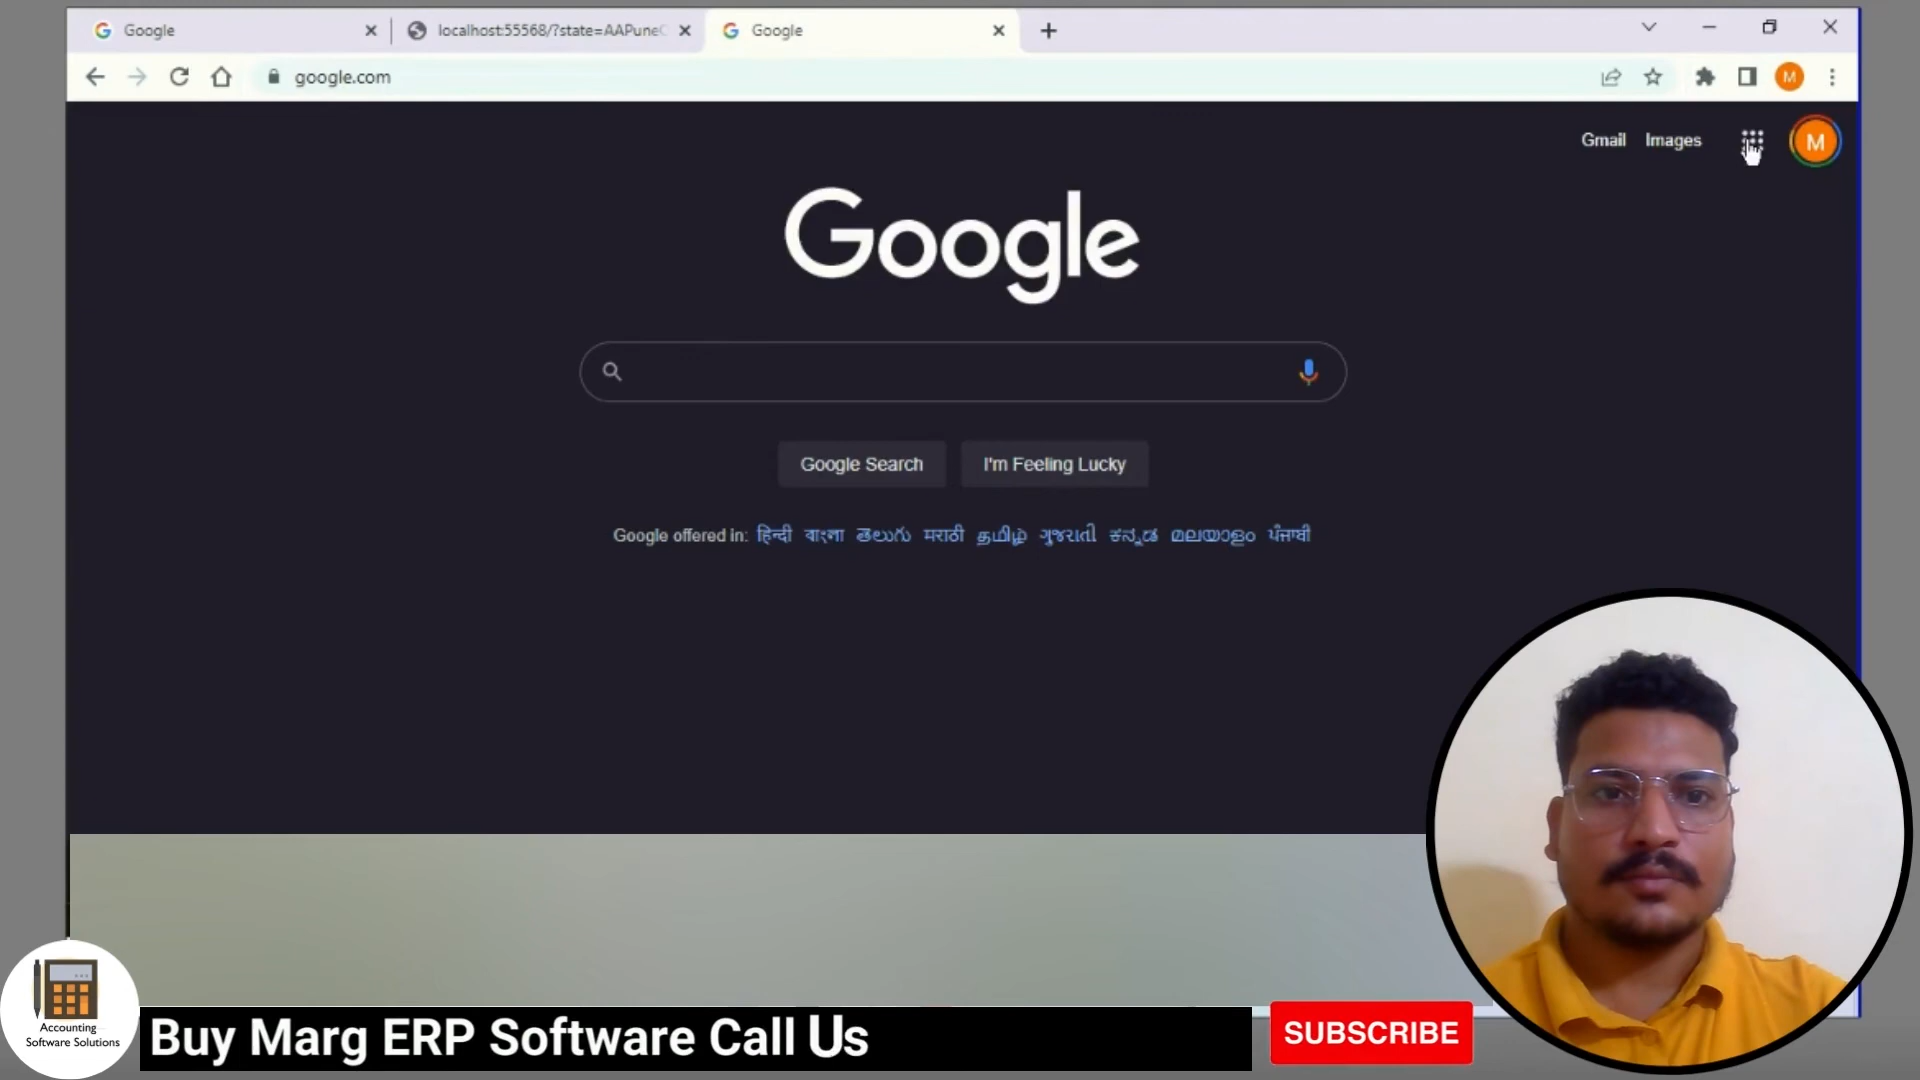 Google
localhost:55568/?state=AAPuneC
Google
google.com
M
Gmail
Images
M
Google
Google Search
I'm Feeling Lucky
Google offered in: हिन्दी বাংলা తెలుగు मराठी தமிழ் ગુજરાતી ಕನ್ನಡ മലയാളം ਪੰਜਾਬੀ
Accounting
Software Solutions
Buy Marg ERP Software Call Us
SUBSCRIBE